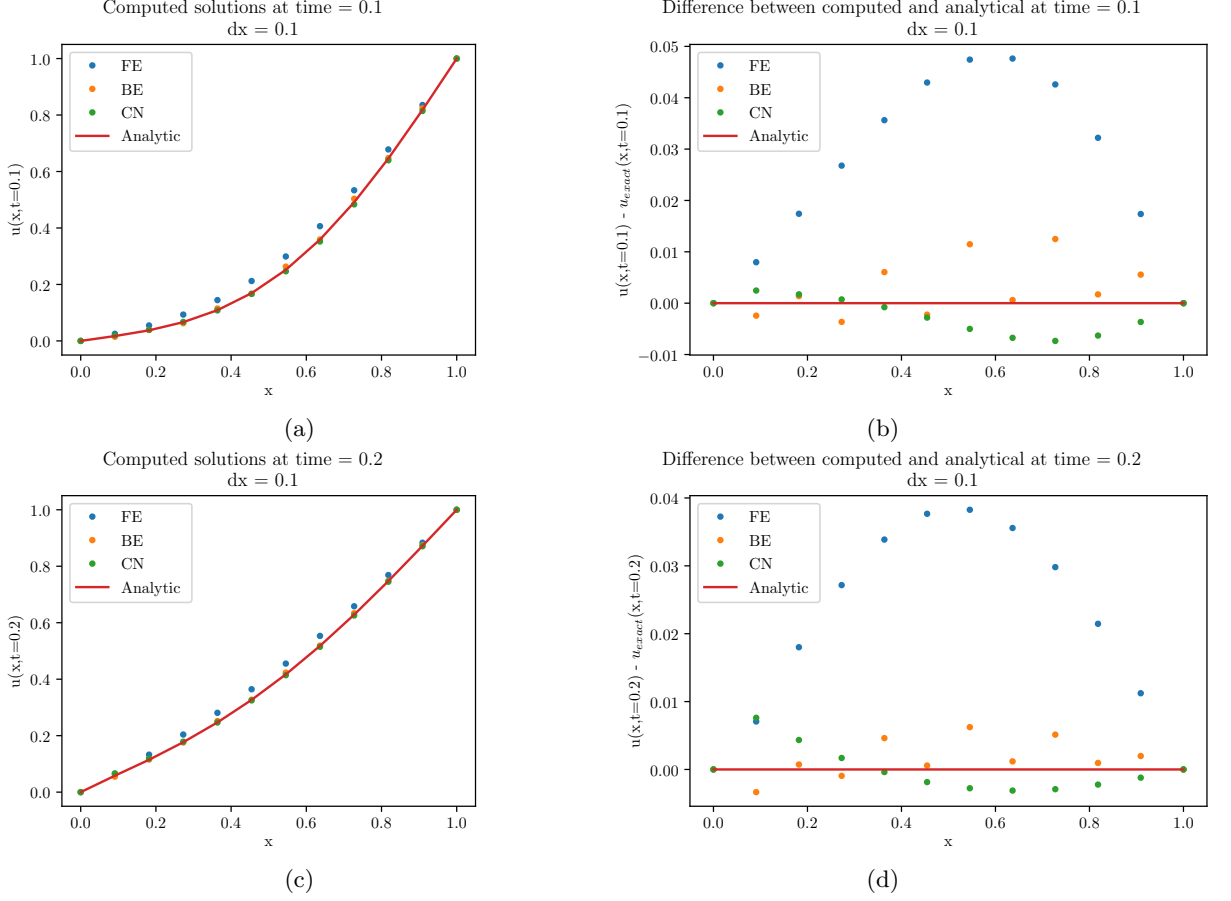 Computed solutions at time = 0.1
dx = 0.1
1.0
0.8
0.6
0.4
0.2
0.0
u(x,t=0.1)
FE
BE
CN
Analytic
0.0 0.2 0.4 0.6 0.8 1.0
x
(a)
Difference between computed and analytical at time = 0.1
dx = 0.1
0.05
0.04
0.03
0.02
0.01
0.00
−0.01
u(x,t=0.1) - u_exact(x,t=0.1)
FE
BE
CN
Analytic
0.0 0.2 0.4 0.6 0.8 1.0
x
(b)
Computed solutions at time = 0.2
dx = 0.1
1.0
0.8
0.6
0.4
0.2
0.0
u(x,t=0.2)
FE
BE
CN
Analytic
0.0 0.2 0.4 0.6 0.8 1.0
x
(c)
Difference between computed and analytical at time = 0.2
dx = 0.1
0.04
0.03
0.02
0.01
0.00
u(x,t=0.2) - u_exact(x,t=0.2)
FE
BE
CN
Analytic
0.0 0.2 0.4 0.6 0.8 1.0
x
(d)